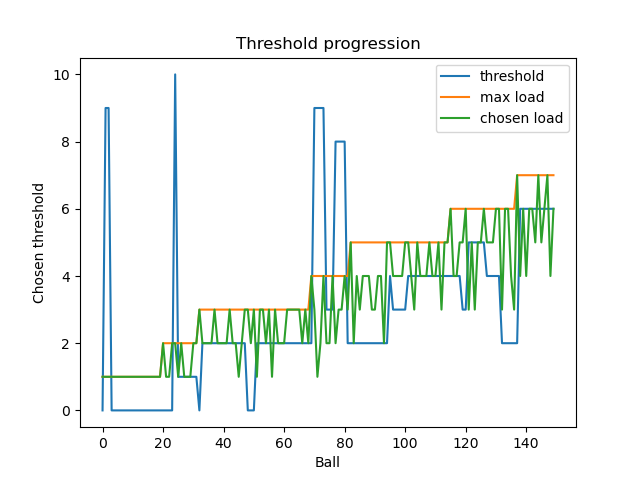 Threshold progression
threshold
max load
chosen load
Chosen threshold
10
8
6
4
2
0
0 20 40 60 80 100 120 140
Ball